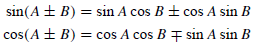 sin(A ± B) = sin A cos B ± cos A sin B
cos(A ± B) = cos A cos B ∓ sin A sin B